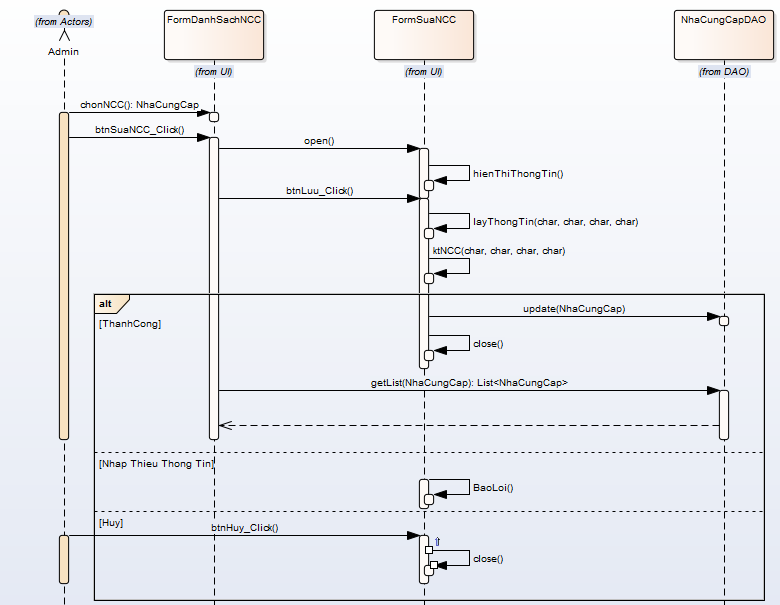 (from Actors)
Admin
FormDanhSachNCC
(from UI)
FormSuaNCC
(from UI)
NhaCungCapDAO
(from DAO)
chonNCC(): NhaCungCap
btnSuaNCC_Click()
open()
hienThiThongTin()
btnLuu_Click()
layThongTin(char, char, char, char)
ktNCC(char, char, char, char)
alt
[ThanhCong]
update(NhaCungCap)
close()
getList(NhaCungCap): List<NhaCungCap>
[Nhap Thieu Thong Tin]
BaoLoi()
[Huy]
btnHuy_Click()
close()